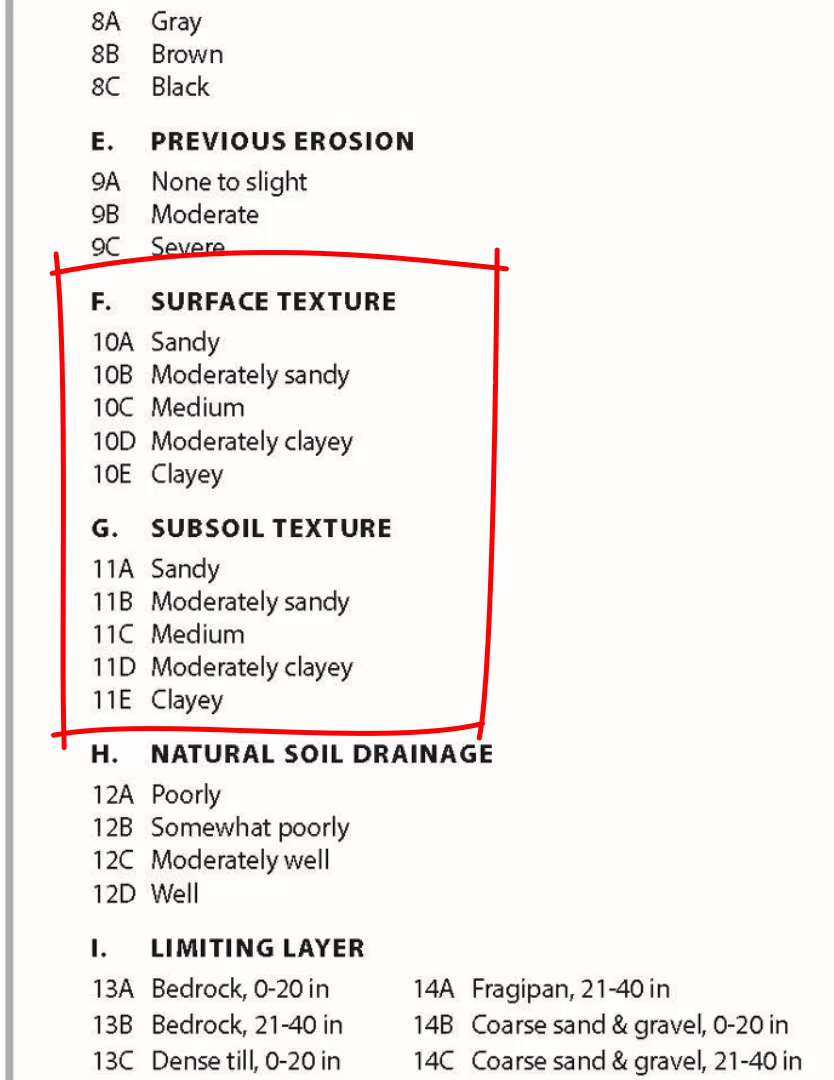 8A Gray
8B Brown
8C Black
E. PREVIOUS EROSION
9A None to slight
9B Moderate
9C Severe
F. SURFACE TEXTURE
10A Sandy
10B Moderately sandy
10C Medium
10D Moderately clayey
10E Clayey
G. SUBSOIL TEXTURE
11A Sandy
11B Moderately sandy
11C Medium
11D Moderately clayey
11E Clayey
H. NATURAL SOIL DRAINAGE
12A Poorly
12B Somewhat poorly
12C Moderately well
12D Well
I. LIMITING LAYER
13A Bedrock, 0-20 in 14A Fragipan, 21-40 in
13B Bedrock, 21-40 in 14B Coarse sand & gravel, 0-20 in
13C Dense till, 0-20 in 14C Coarse sand & gravel, 21-40 in